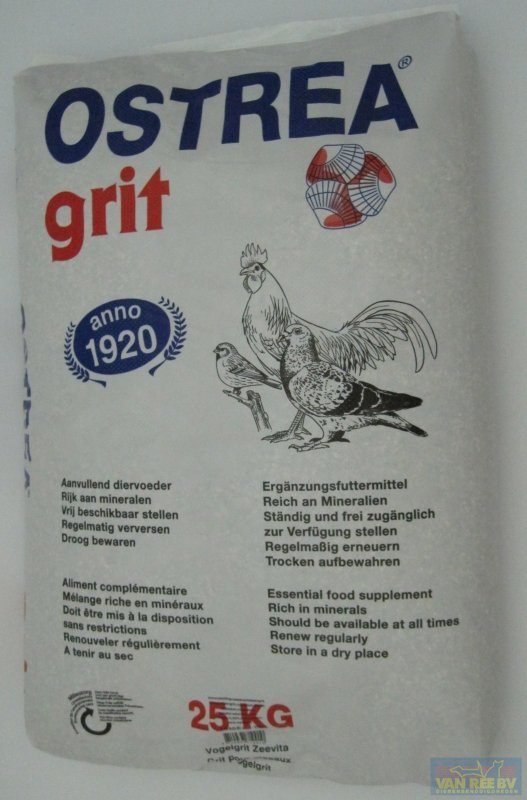 OSTREA®
grit
anno
1920
Aanvullend diervoeder
Rijk aan mineralen
Vrij beschikbaar stellen
Regelmatig verversen
Droog bewaren
Ergänzungsfuttermittel
Reich an Mineralien
Ständig und frei zugänglich
zur Verfügung stellen
Regelmaßig erneuern
Trocken aufbewahren
Aliment complémentaire
Mélange riche en minéraux
Doit être mis à la disposition
sans restrictions
Renouveler régulièrement
A tenir au sec
Essential food supplement
Rich in minerals
Should be available at all times
Renew regularly
Store in a dry place
25 KG
Vogelgrit Zeevita
Grit
VAN REE BV
DIERENBENODIGDHEDEN